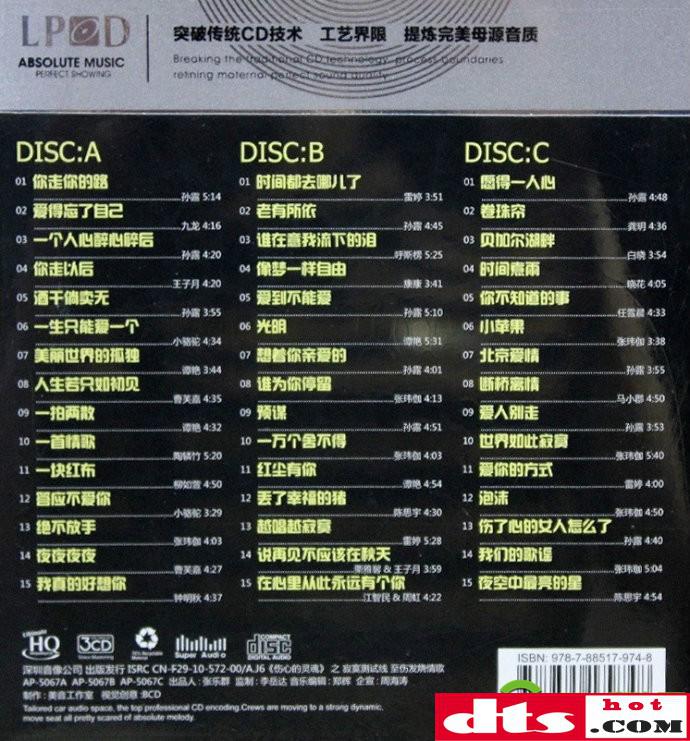 LPCD
ABSOLUTE MUSIC
PERFECT SHOWING
突破传统CD技术 工艺界限 提炼完美母源音质
Breaking the traditional CD technology, process boundaries
refining maternal perfect sound quality
DISC:A
01 你走你的路
孙露 5:14
02 爱得忘了自己
九龙 4:16
03 一个人心醉心碎后
孙露 4:20
04 你走以后
王子月 4:20
05 酒干倘卖无
孙露 3:55
06 一生只能爱一个
小骆驼 4:34
07 美丽世界的孤独
谭艳 3:44
08 人生若只如初见
曹芙嘉 4:35
09 一拍两散
谭艳 4:32
10 一首情歌
陶鳞竹 5:20
11 一块红布
柳如萱 4:50
12 答应不爱你
小骆驼 3:29
13 绝不放手
张玮伽 4:03
14 夜夜夜夜
曹芙嘉 4:27
15 我真的好想你
钟明秋 4:37
DISC:B
01 时间都去哪儿了
雷婷 3:51
02 老有所依
孙露 4:45
03 谁在意我流下的泪
呼斯楞 5:25
04 像梦一样自由
康康 3:41
05 爱到不能爱
孙露 5:10
06 光明
谭艳 5:31
07 想着你亲爱的
孙露 4:01
08 谁为你停留
张玮伽 4:13
09 预谋
孙露 4:51
10 一万个舍不得
张玮伽 4:03
11 红尘有你
谭艳 4:54
12 丢了幸福的猪
陈思宇 4:30
13 越唱越寂寞
雷婷 5:28
14 说再见不应该在秋天
栗雅馨 & 王子月 3:59
15 在心里从此永远有个你
江智民 & 周虹 4:22
DISC:C
01 愿得一人心
孙露 4:48
02 卷珠帘
龚玥 4:36
03 贝加尔湖畔
白晓 3:54
04 时间煮雨
晓花 4:05
05 你不知道的事
任雪晨 4:33
06 小苹果
张玮伽 3:38
07 北京爱情
孙露 3:55
08 断桥离情
马小郡 4:50
09 爱人别走
孙露 3:53
10 世界如此寂寞
张玮伽 5:40
11 爱你的方式
雷婷 4:00
12 泡沫
张玮伽 4:50
13 伤了心的女人怎么了
孙露 4:40
14 我们的歌谣
张玮伽 5:04
15 夜空中最亮的星
陈思宇 4:54
Ultimate HQ
3CD
Super Audio
COMPACT disc DIGITAL AUDIO
深圳音像公司 出版发行 ISRC CN-F29-10-572-00/AJ6《伤心的灵魂》之 寂寞测试线 至伤发烧情歌
AP-5067A AP-5067B AP-5067C 出品人：张乐群 监制：李岳达 音乐编辑：郑辉 企宣：周海涛
制作：美音工作室 视觉创意:BCD
Tailored car audio space, the top professional CD encoding.Crews are moving to a strong dynamic,
move seat all pretty scared of absolute melody.
ISBN: 978-7-88517-974-8
dts
hot
.COM